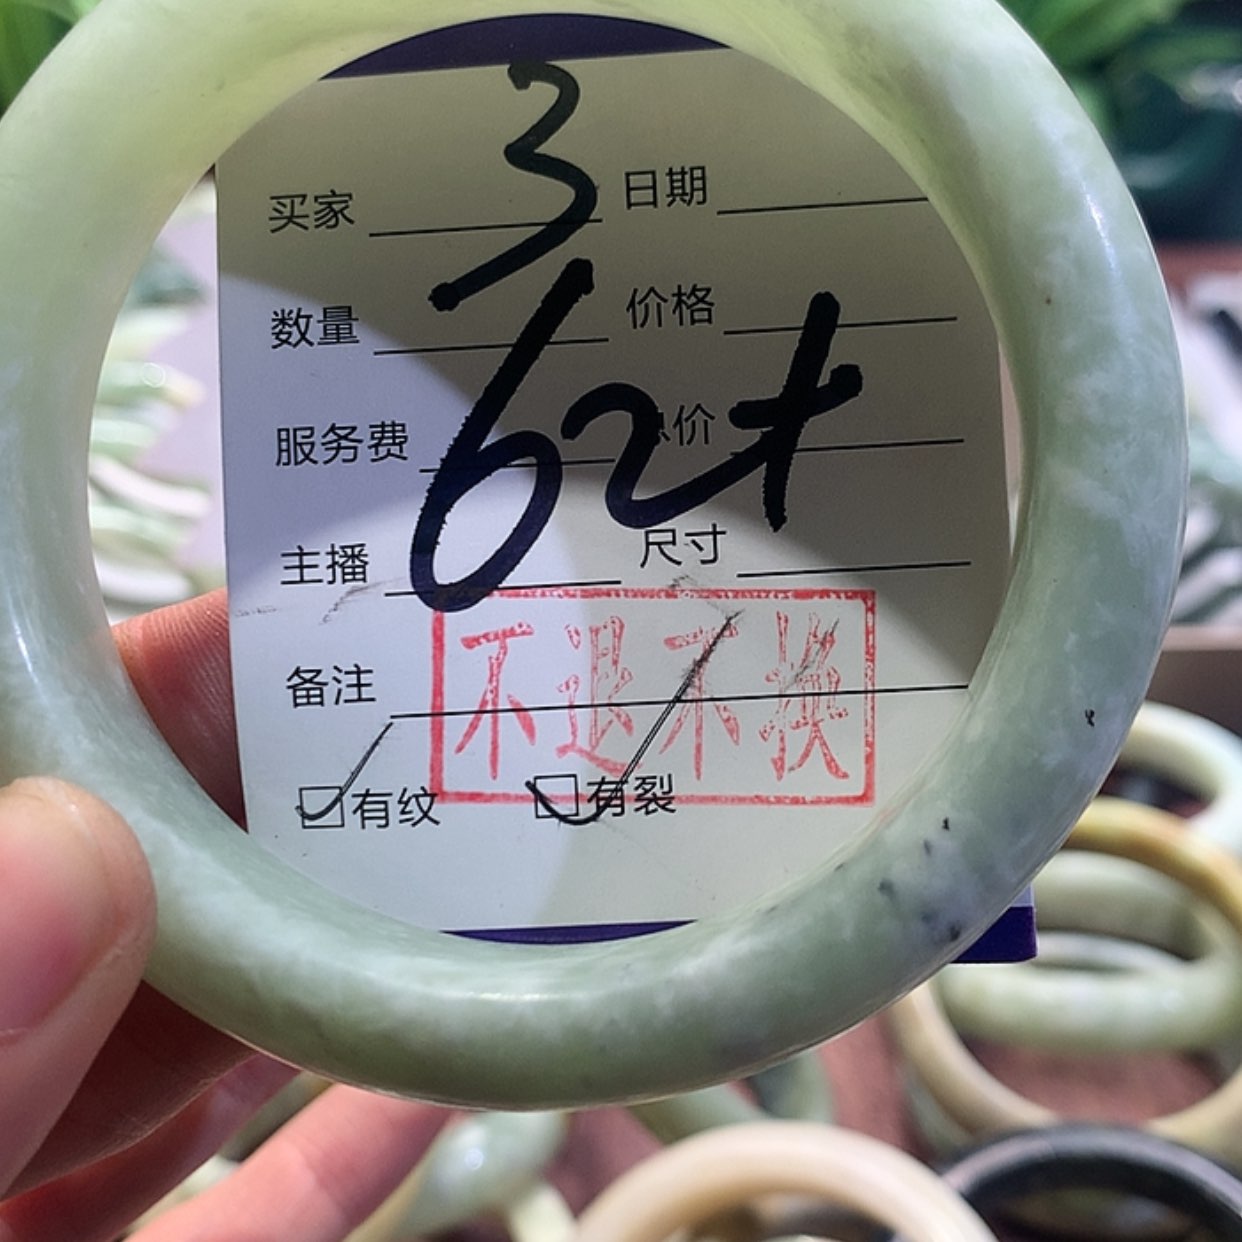 3
买家 日期
数量 价格
62+
服务费 价
主播 尺寸
备注 不退不换
☑有纹 ☑有裂